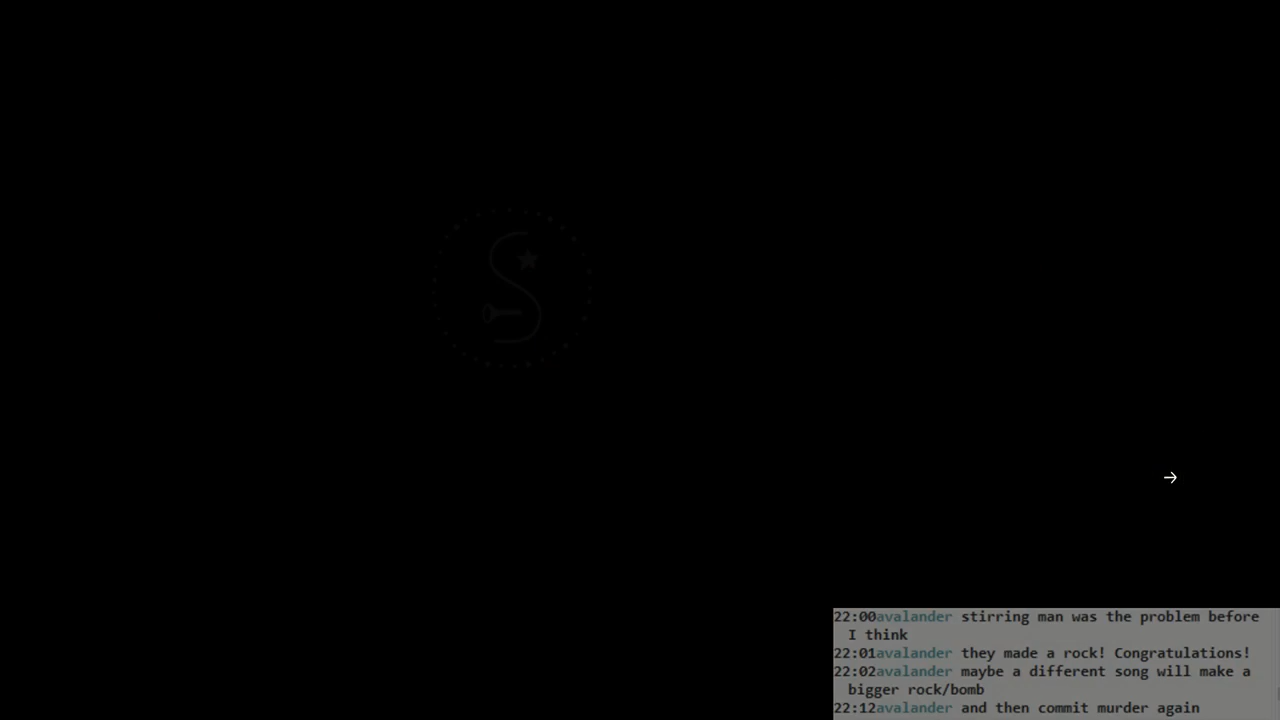 22:00avalander stirring man was the problem before
I think
22:01avalander they made a rock! Congratulations!
22:02avalander maybe a different song will make a
bigger rock/bomb
22:12avalander and then commit murder again